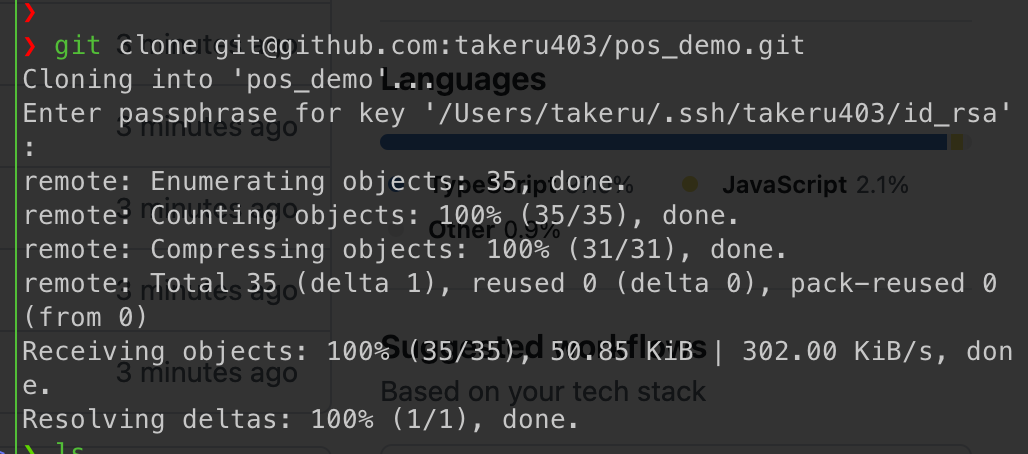 ❯
❯ git clone git@github.com:takeru403/pos_demo.git
Cloning into 'pos_demo'...
Enter passphrase for key '/Users/takeru/.ssh/takeru403/id_rsa'
:
remote: Enumerating objects: 35, done.
remote: Counting objects: 100% (35/35), done.
remote: Compressing objects: 100% (31/31), done.
remote: Total 35 (delta 1), reused 0 (delta 0), pack-reused 0
(from 0)
Receiving objects: 100% (35/35), 50.85 KiB | 302.00 KiB/s, don
e.
Resolving deltas: 100% (1/1), done.
❯ ls
3 minutes ago
3 minutes ago
3 minutes ago
3 minutes ago
3 minutes ago
Languages
TypeScript
JavaScript 2.1%
Other 0.9%
Suggested workflows
Based on your tech stack